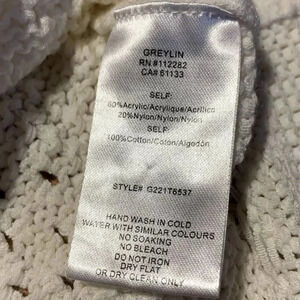 GREYLIN
RN #112282
CA# 61133
SELF:
80%Acrylic/Acrylique/Acrílico
20%Nylon/Nylon/Nylon
SELF:
100%Cotton/Coton/Algodón
STYLE# G221T6537
HAND WASH IN COLD
WATER WITH SIMILAR COLOURS
NO SOAKING
NO BLEACH
DO NOT IRON
DRY FLAT
OR DRY CLEAN ONLY